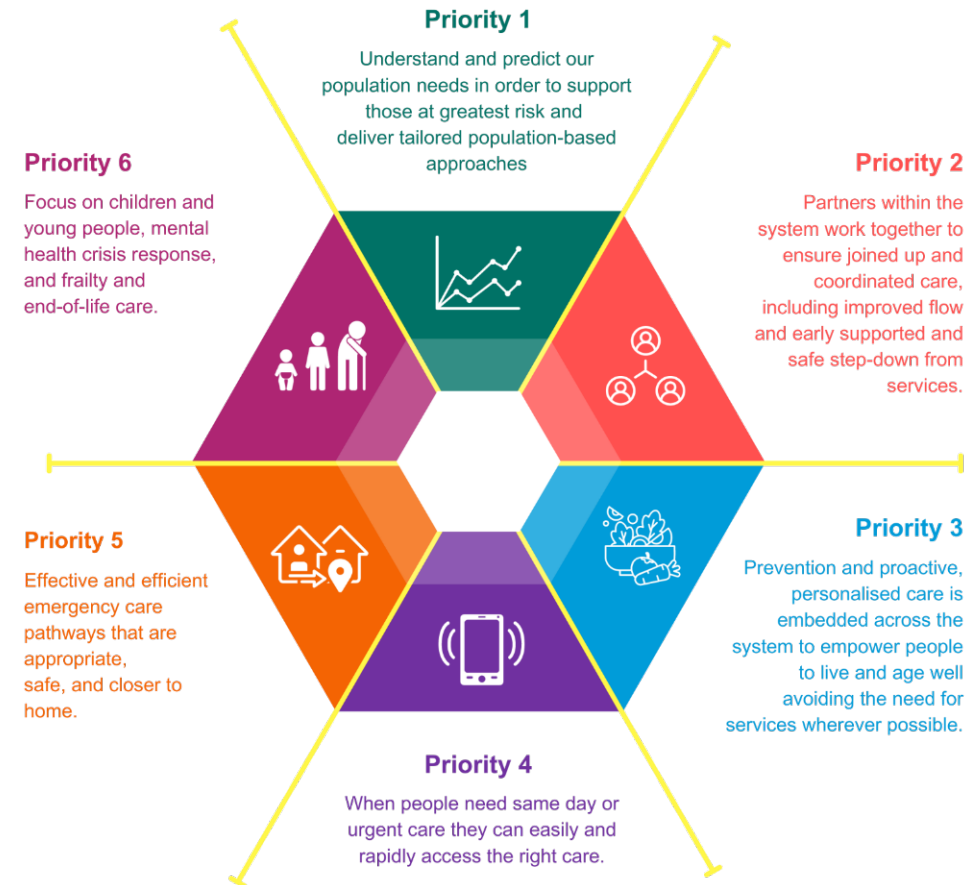 Priority 1
Understand and predict our
population needs in order to support
those at greatest risk and
deliver tailored population-based
approaches
Priority 2
Partners within the
system work together to
ensure joined up and
coordinated care,
including improved flow
and early supported and
safe step-down from
services.
Priority 3
Prevention and proactive,
personalised care is
embedded across the
system to empower people
to live and age well
avoiding the need for
services wherever possible.
Priority 4
When people need same day or
urgent care they can easily and
rapidly access the right care.
Priority 5
Effective and efficient
emergency care
pathways that are
appropriate,
safe, and closer to
home.
Priority 6
Focus on children and
young people, mental
health crisis response,
and frailty and
end-of-life care.